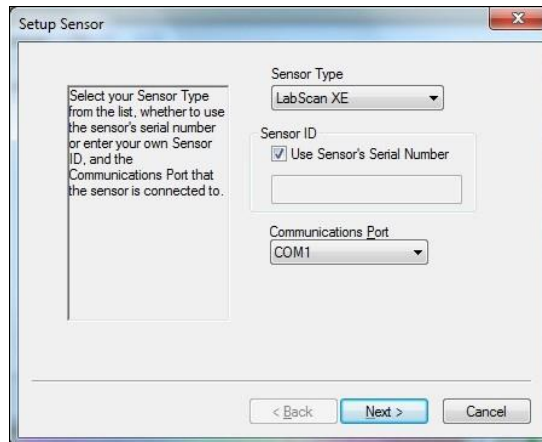 Setup Sensor
Select your Sensor Type
from the list, whether to use
the sensor's serial number
or enter your own Sensor
ID, and the
Communications Port that
the sensor is connected to.
Sensor Type
LabScan XE
Sensor ID
Use Sensor's Serial Number
Communications Port
COM1
< Back
Next >
Cancel